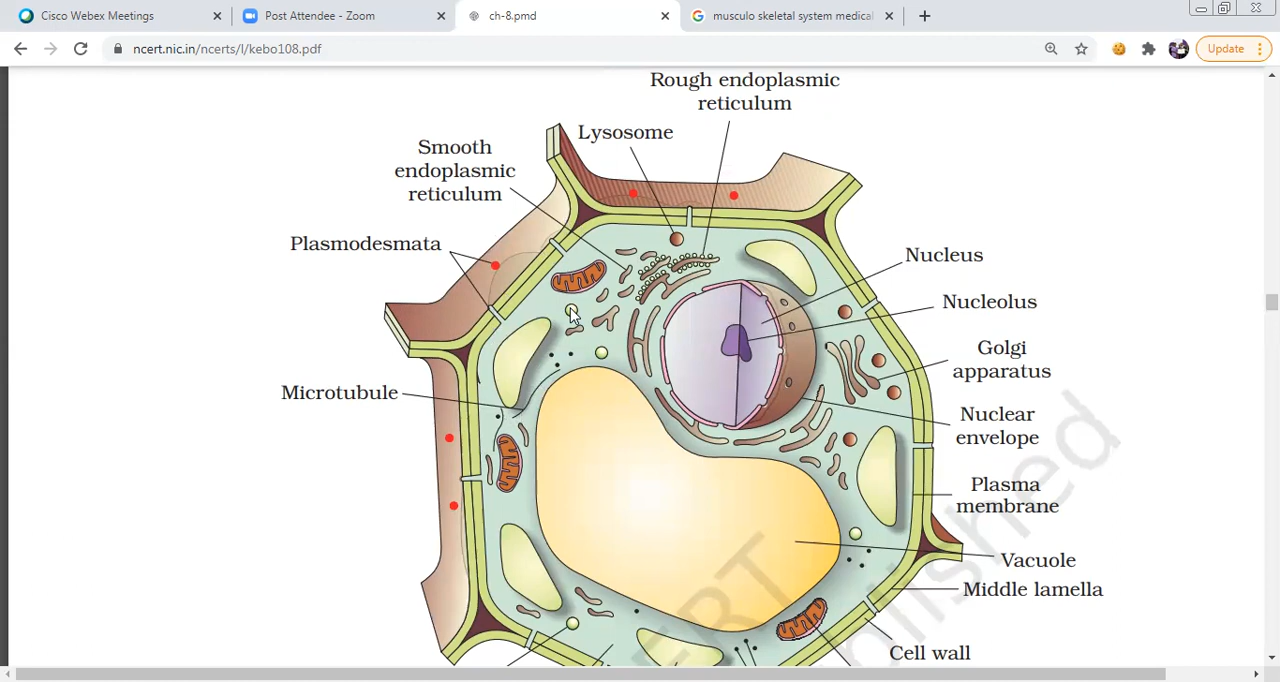 Cisco Webex Meetings
Post Attendee - Zoom
ch-8.pmd
musculo skeletal system medical
ncert.nic.in/ncerts/l/kebo108.pdf
Update
Rough endoplasmic
reticulum
Lysosome
Smooth
endoplasmic
reticulum
Plasmodesmata
Nucleus
Nucleolus
Golgi
apparatus
Microtubule
Nuclear
envelope
Plasma
membrane
Vacuole
Middle lamella
Cell wall